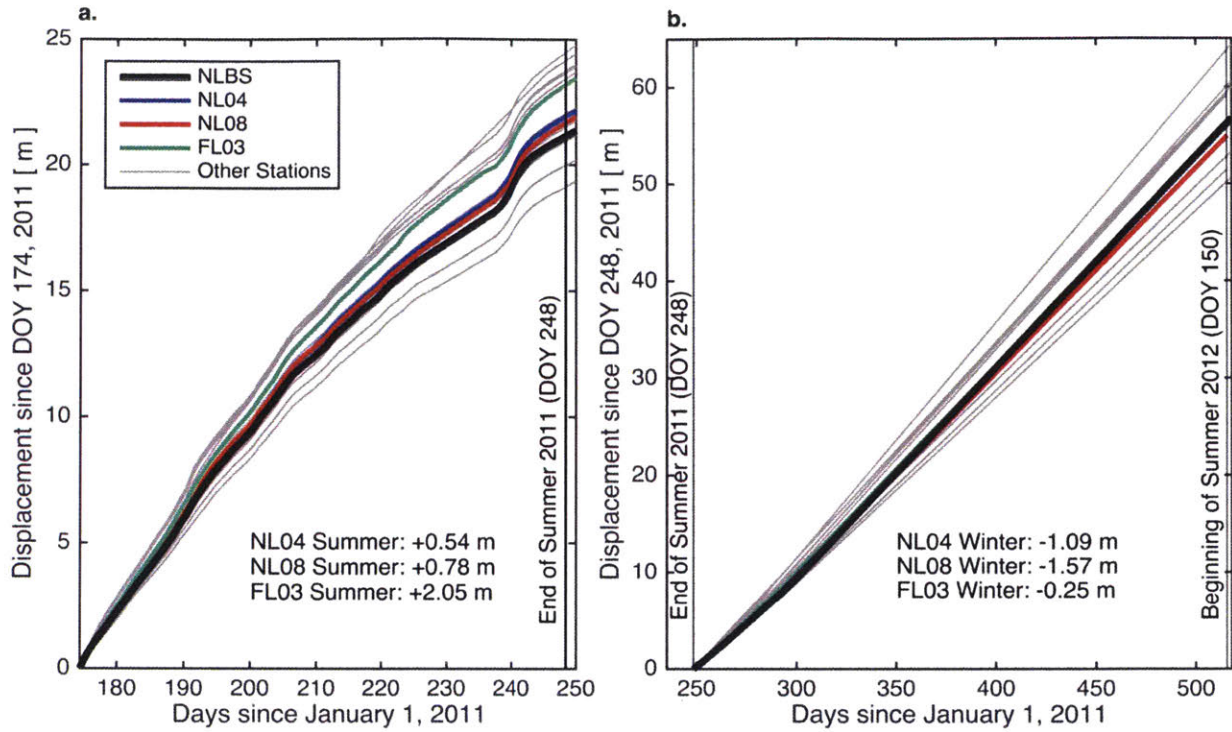 a.
Displacement since DOY 174, 2011 [ m ]
25
20
15
10
5
0
NLBS
NL04
NL08
FL03
Other Stations
NL04 Summer: +0.54 m
NL08 Summer: +0.78 m
FL03 Summer: +2.05 m
End of Summer 2011 (DOY 248)
180 190 200 210 220 230 240 250
Days since January 1, 2011
b.
Displacement since DOY 248, 2011 [ m ]
60
50
40
30
20
10
0
End of Summer 2011 (DOY 248)
NL04 Winter: -1.09 m
NL08 Winter: -1.57 m
FL03 Winter: -0.25 m
Beginning of Summer 2012 (DOY 150)
250 300 350 400 450 500
Days since January 1, 2011